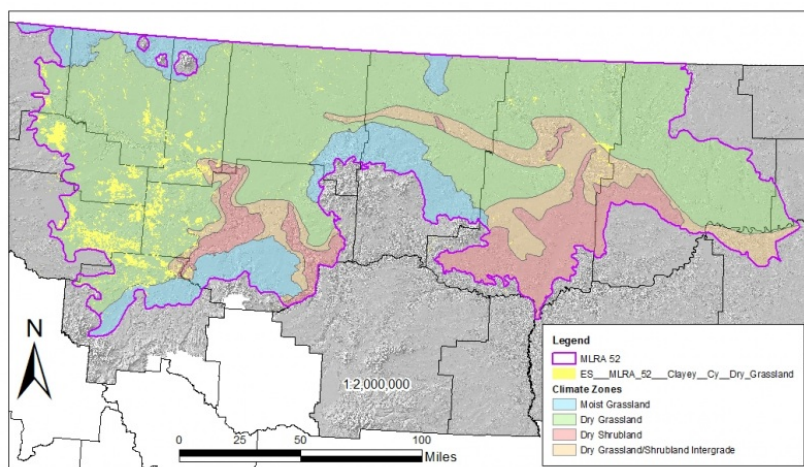 N
1:2,000,000
0 25 50 100
Miles
Legend
MLRA 52
ES___MLRA_52___Clayey__Cy__Dry_Grassland
Climate Zones
Moist Grassland
Dry Grassland
Dry Shrubland
Dry Grassland/Shrubland Intergrade